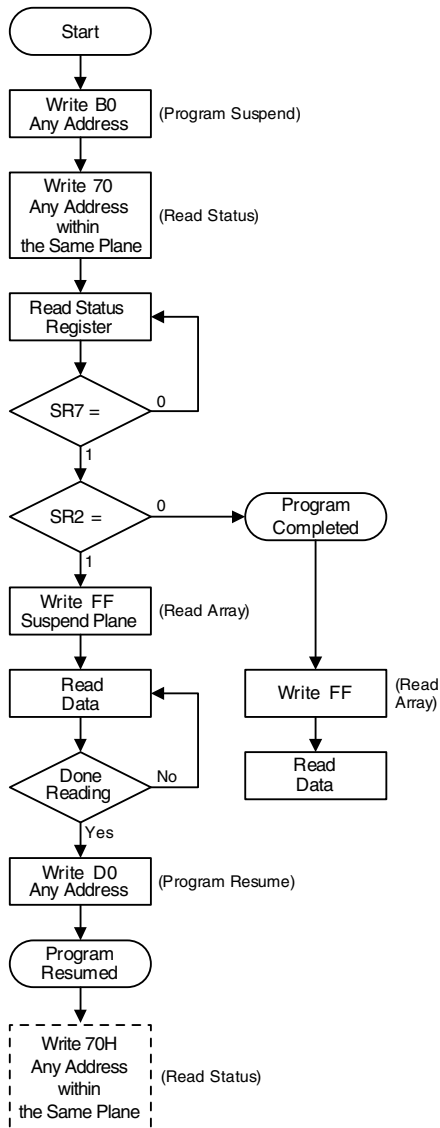 Start
Write B0
Any Address
(Program Suspend)
Write 70
Any Address
within
the Same Plane
(Read Status)
Read Status
Register
SR7 =
0
1
SR2 =
0
Program
Completed
1
Write FF
Suspend Plane
(Read Array)
Read
Data
Write FF
(Read
Array)
Done
Reading
No
Read
Data
Yes
Write D0
Any Address
(Program Resume)
Program
Resumed
Write 70H
Any Address
within
the Same Plane
(Read Status)